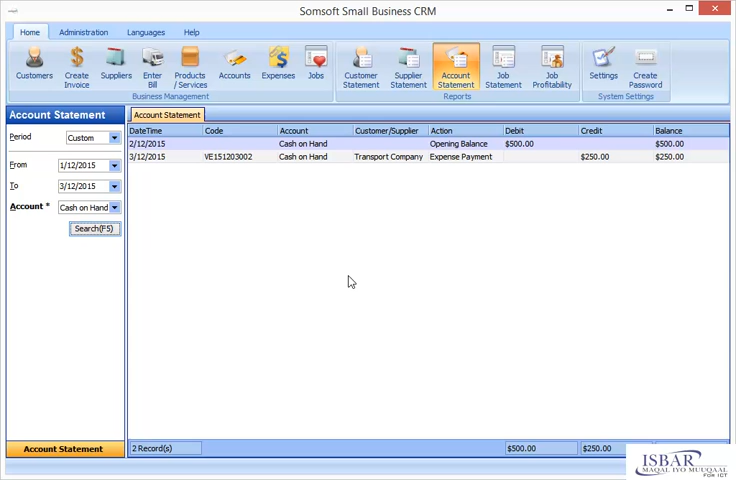 Somsoft Small Business CRM
Home Administration Languages Help
Customers Create Invoice Suppliers Enter Bill Products / Services Accounts Expenses Jobs Customer Statement Supplier Statement Account Statement Job Statement Job Profitability Settings Create Password
Business Management Reports System Settings
Account Statement
Period Custom
From 1/12/2015
To 3/12/2015
Account * Cash on Hand
Search(F5)
Account Statement
Account Statement
DateTime Code Account Customer/Supplier Action Debit Credit Balance
2/12/2015 Cash on Hand Opening Balance $500.00 $500.00
3/12/2015 VE151203002 Cash on Hand Transport Company Expense Payment $250.00 $250.00
2 Record(s) $500.00 $250.00
ISBAR
MAQAL IYO MUUQAAL
FOR ICT